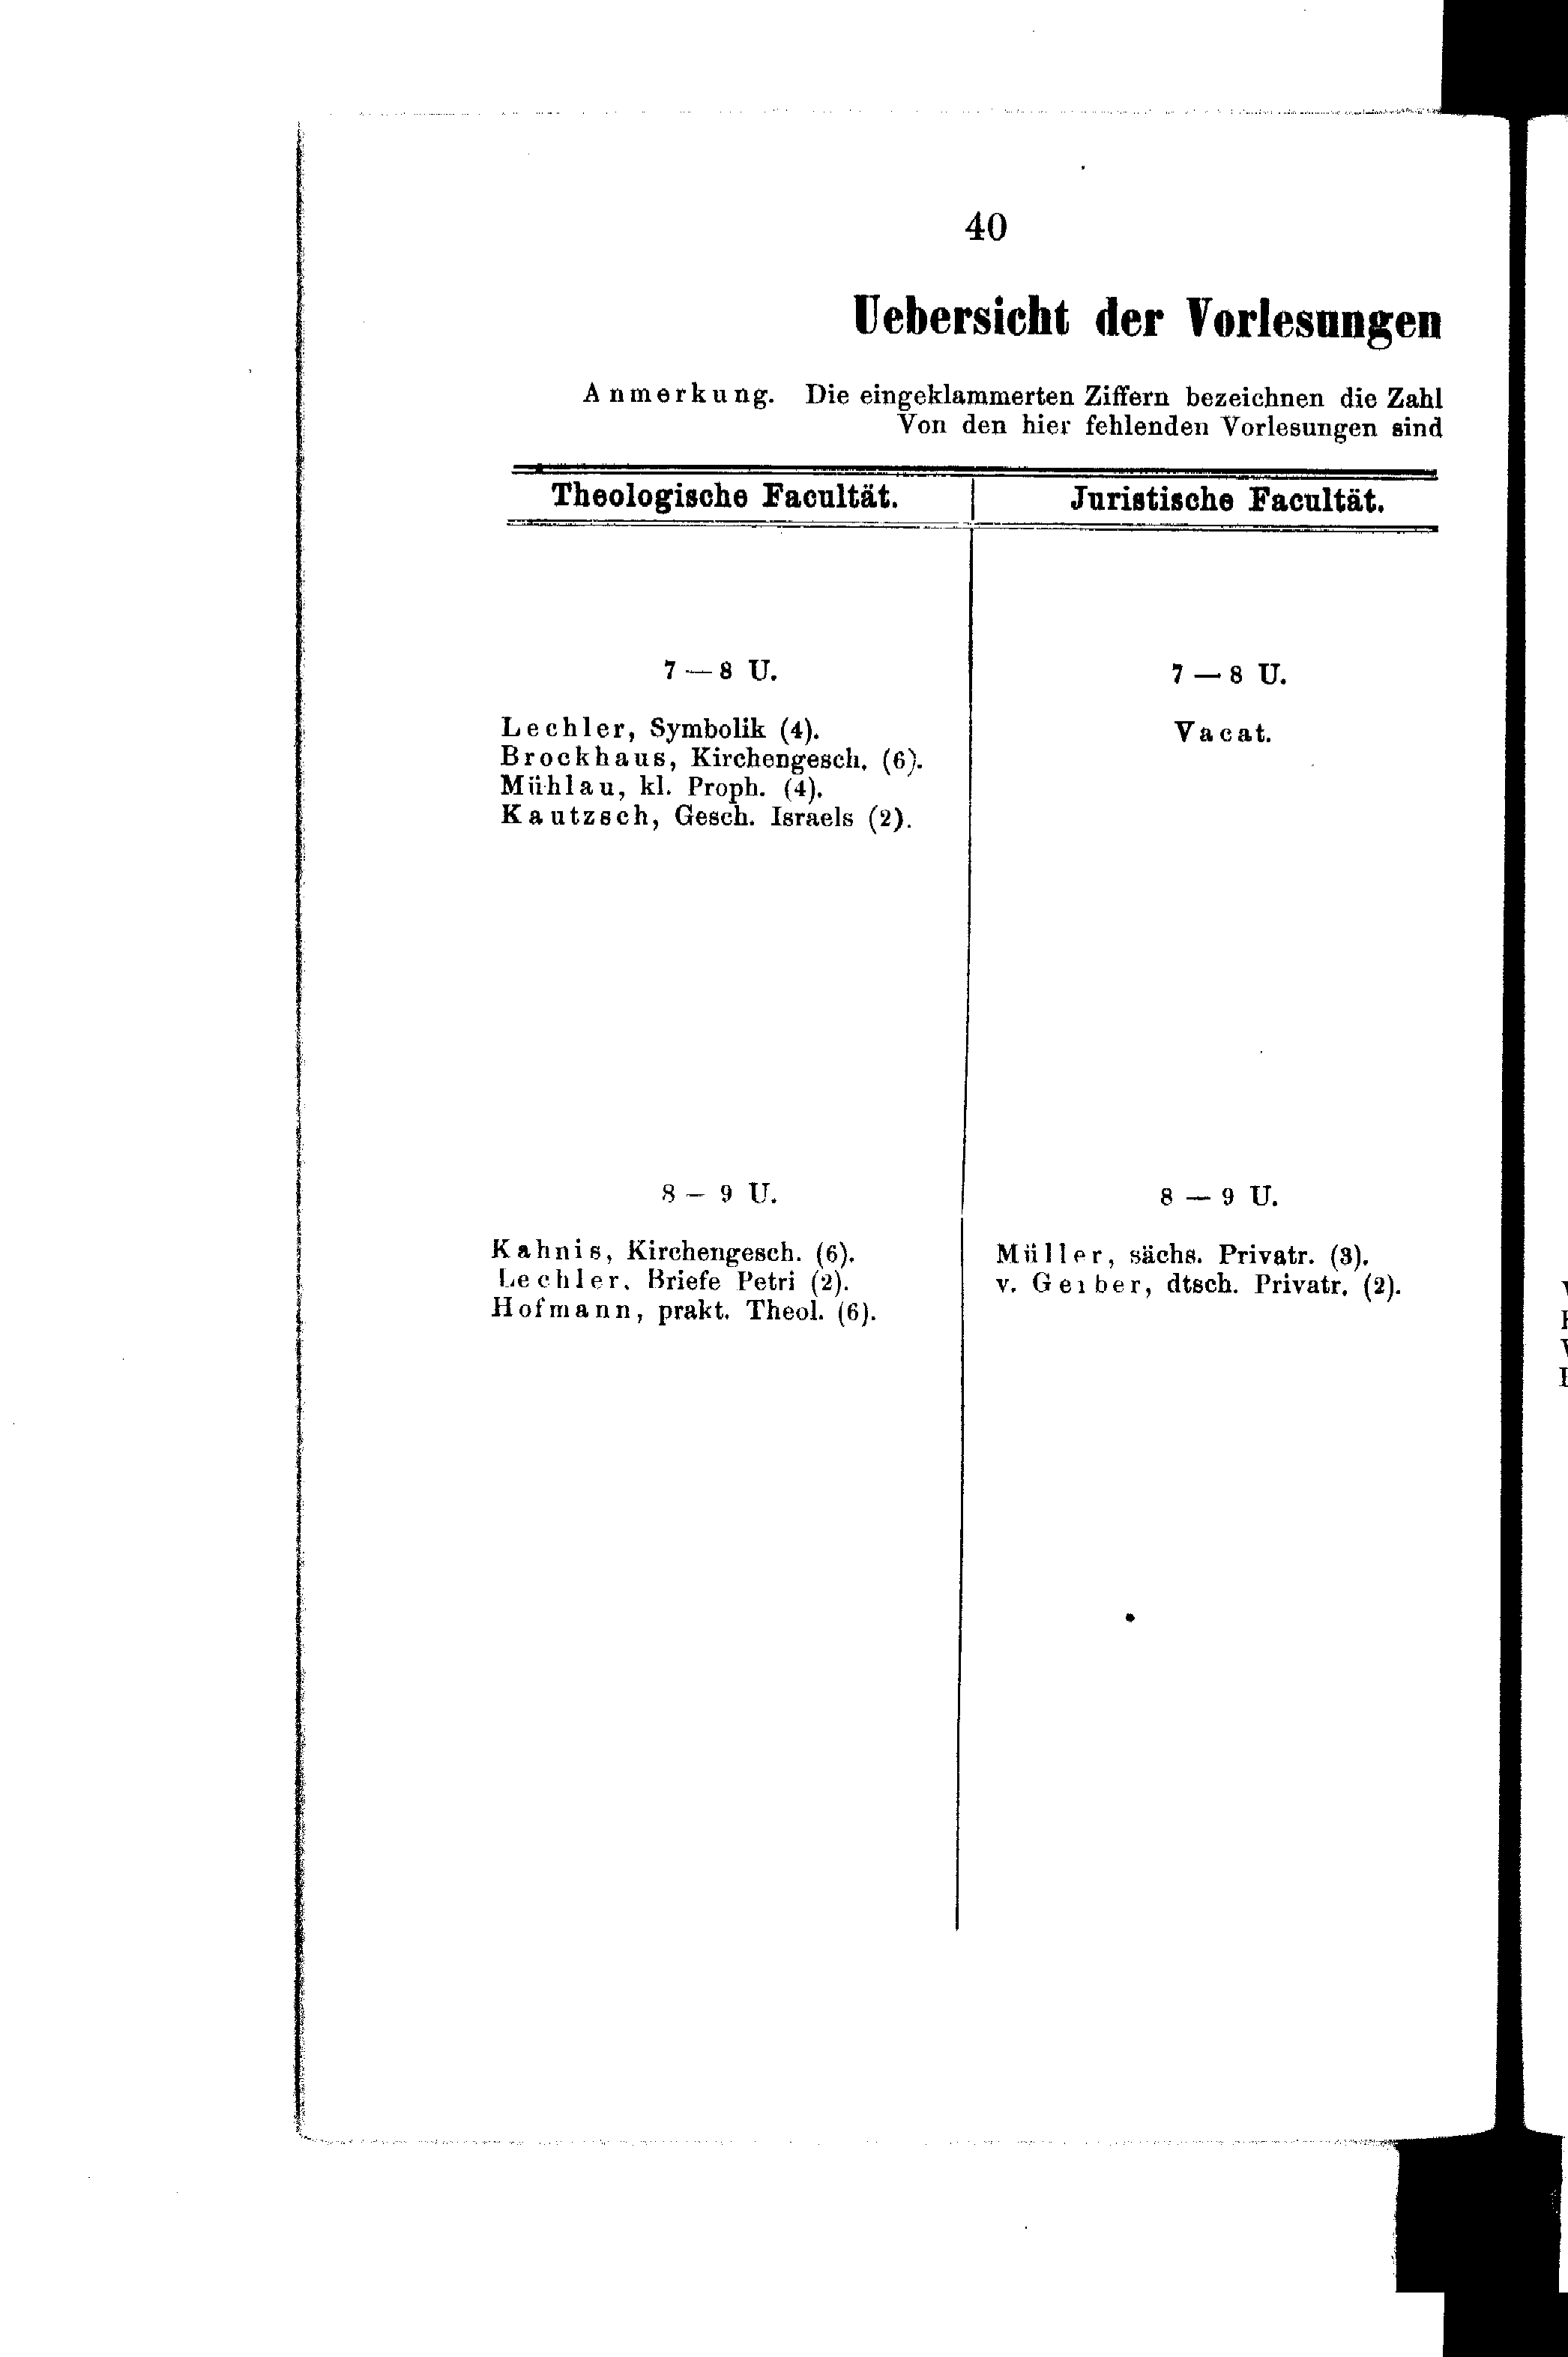 40
Uebersicht der Vorlesungen
Anmerkung. Die eingeklammerten Ziffern bezeichnen die Zahl
Von den hier fehlenden Vorlesungen sind
Theologische Facultät.
7 — 8 U.
Lechler, Symbolik (4).
Brockhaus, Kirchengesch. (6).
Mühlau, kl. Proph. (4).
Kautzsch, Gesch. Israels (2).
8 — 9 U.
Kahnis, Kirchengesch. (6).
Lechler, Briefe Petri (2).
Hofmann, prakt. Theol. (6).
Juristische Facultät.
7 — 8 U.
Vacat.
8 — 9 U.
Müller, sächs. Privatr. (3).
v. Gerber, dtsch. Privatr. (2).